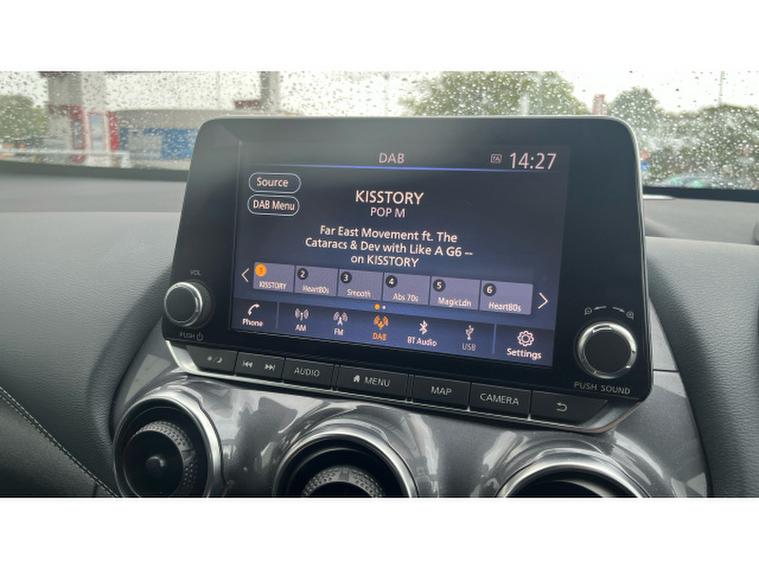 DAB
TA 14:27
Source
KISSTORY
POP M
DAB Menu
Far East Movement ft. The
Cataracs & Dev with Like A G6 --
on KISSTORY
1 2 3 4 5 6
KISSTORY Heart80s Smooth Abs 70s MagicLdn Heart80s
Phone AM FM DAB BT Audio USB Settings
VOL
PUSH
PUSH SOUND
AUDIO MENU MAP CAMERA